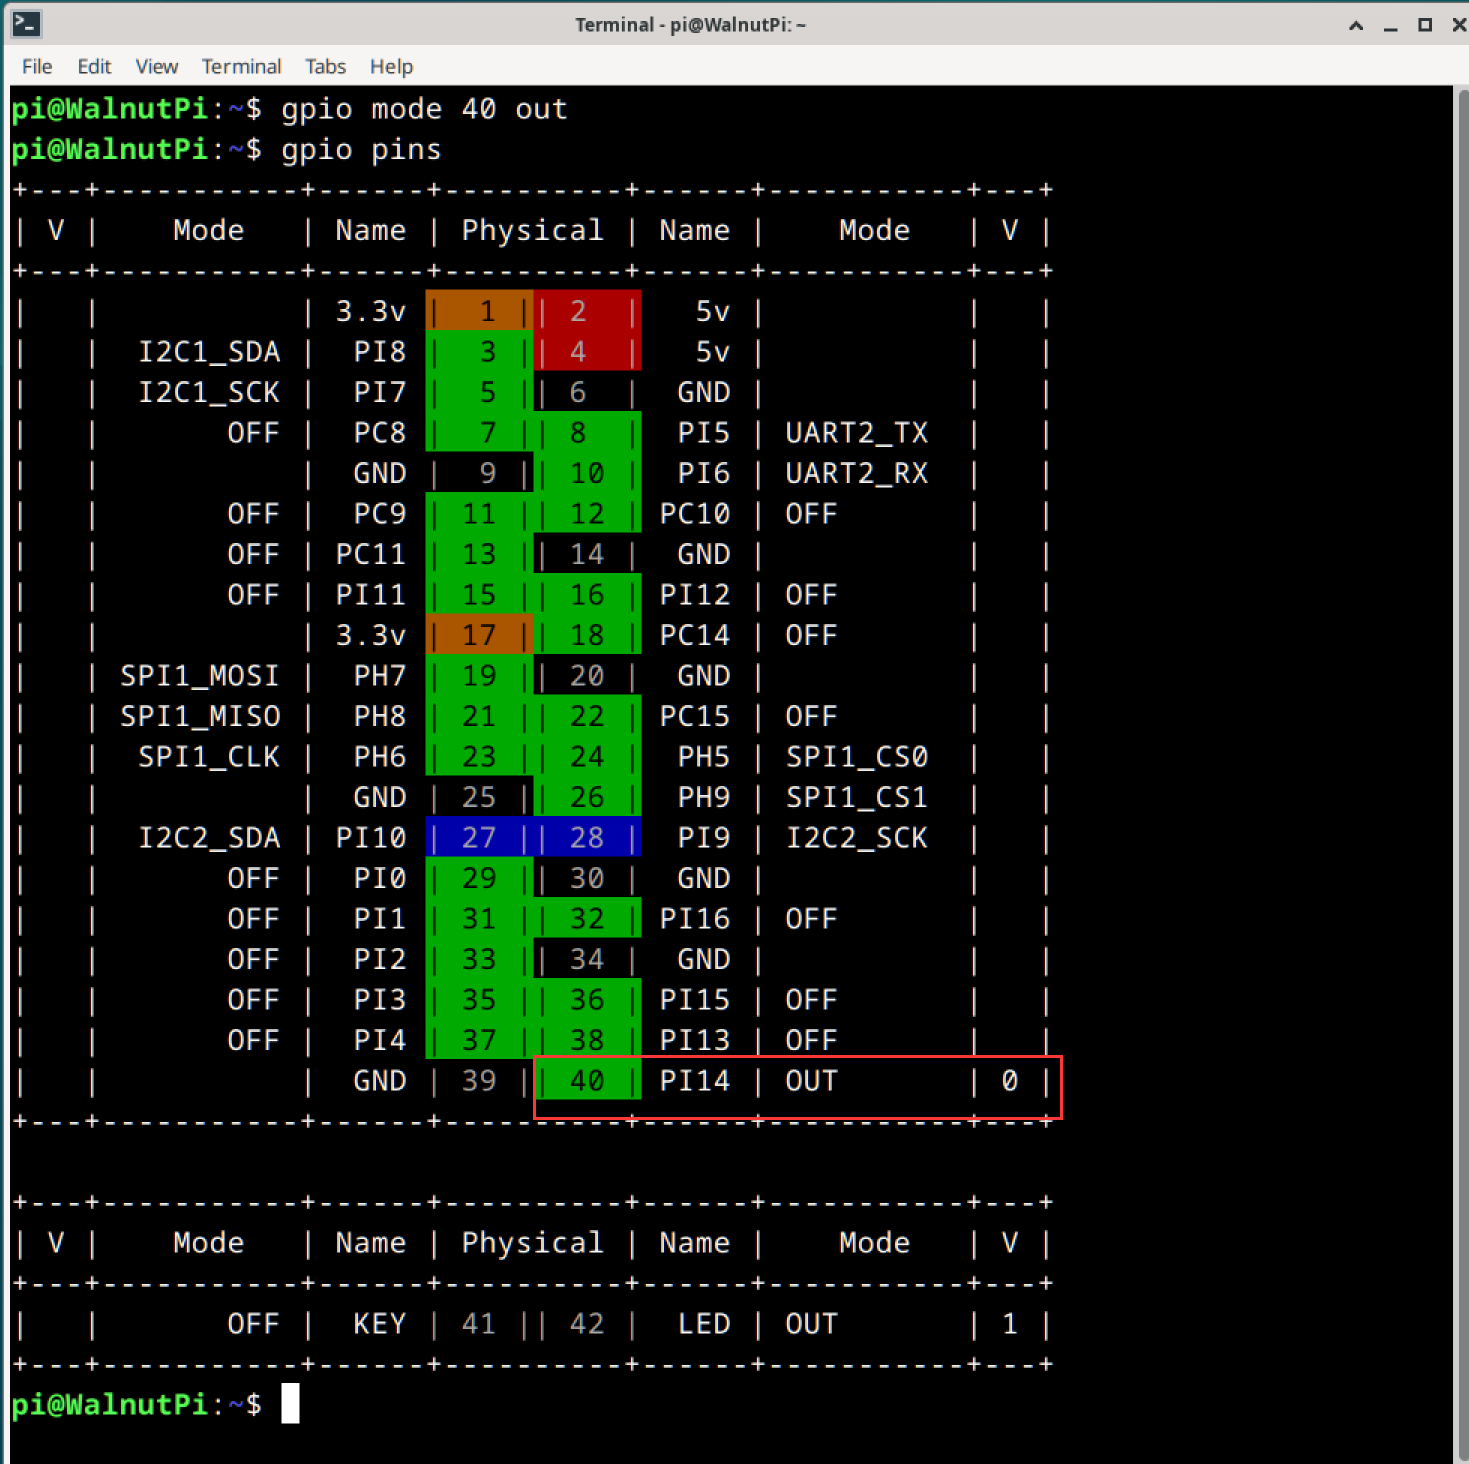 Terminal - pi@WalnutPi: ~
File Edit View Terminal Tabs Help
pi@WalnutPi:~$ gpio mode 40 out
pi@WalnutPi:~$ gpio pins
+---+-----------+------+----------+------+-----------+---+
| V |    Mode   | Name | Physical | Name |    Mode   | V |
+---+-----------+------+----------+------+-----------+---+
|   |           | 3.3v |  1 || 2  |   5v |           |   |
|   |  I2C1_SDA |  PI8 |  3 || 4  |   5v |           |   |
|   |  I2C1_SCK |  PI7 |  5 || 6  |  GND |           |   |
|   |       OFF |  PC8 |  7 || 8  |  PI5 | UART2_TX  |   |
|   |           |  GND |  9 || 10 |  PI6 | UART2_RX  |   |
|   |       OFF |  PC9 | 11 || 12 | PC10 | OFF       |   |
|   |       OFF | PC11 | 13 || 14 |  GND |           |   |
|   |       OFF | PI11 | 15 || 16 | PI12 | OFF       |   |
|   |           | 3.3v | 17 || 18 | PC14 | OFF       |   |
|   | SPI1_MOSI |  PH7 | 19 || 20 |  GND |           |   |
|   | SPI1_MISO |  PH8 | 21 || 22 | PC15 | OFF       |   |
|   |  SPI1_CLK |  PH6 | 23 || 24 |  PH5 | SPI1_CS0  |   |
|   |           |  GND | 25 || 26 |  PH9 | SPI1_CS1  |   |
|   |  I2C2_SDA | PI10 | 27 || 28 |  PI9 | I2C2_SCK  |   |
|   |       OFF |  PI0 | 29 || 30 |  GND |           |   |
|   |       OFF |  PI1 | 31 || 32 | PI16 | OFF       |   |
|   |       OFF |  PI2 | 33 || 34 |  GND |           |   |
|   |       OFF |  PI3 | 35 || 36 | PI15 | OFF       |   |
|   |       OFF |  PI4 | 37 || 38 | PI13 | OFF       |   |
|   |           |  GND | 39 || 40 | PI14 | OUT       | 0 |
+---+-----------+------+----------+------+-----------+---+
+---+-----------+------+----------+------+-----------+---+
| V |    Mode   | Name | Physical | Name |    Mode   | V |
+---+-----------+------+----------+------+-----------+---+
|   |       OFF |  KEY | 41 || 42 |  LED | OUT       | 1 |
+---+-----------+------+----------+------+-----------+---+
pi@WalnutPi:~$